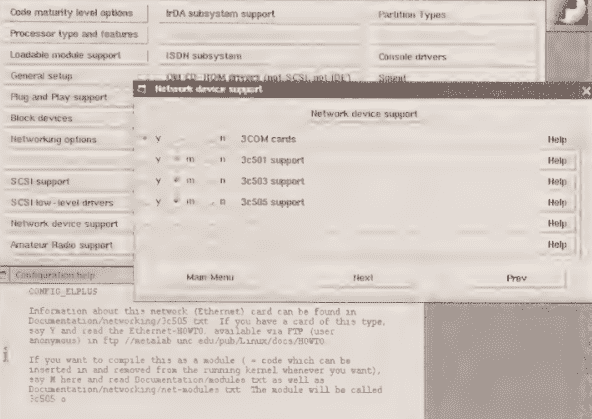 Code maturity level options
IrDA subsystem support
Partition Types
Processor type and features
Loadable module support
ISDN subsystem
Console drivers
General setup
Old CD-ROM drivers (not SCSI, not IDE)
Sound
Plug and Play support
Block devices
Networking options
SCSI support
SCSI low-level drivers
Network device support
Amateur Radio support
Network device support
Network device support
y n 3COM cards Help
y m n 3c501 support Help
y m n 3c503 support Help
y m n 3c505 support Help
Help
Help
Main Menu Next Prev
Configuration help
CONFIG_ELPLUS
Information about this network (Ethernet) card can be found in
Documentation/networking/3c505 txt If you have a card of this type,
say Y and read the Ethernet-HOWTO, available via FTP (user
anonymous) in ftp //metalab unc edu/pub/Linux/docs/HOWTO
If you want to compile this as a module ( = code which can be
inserted in and removed from the running kernel whenever you want),
say M here and read Documentation/modules txt as well as
Documentation/networking/net-modules txt The module will be called
3c505 o